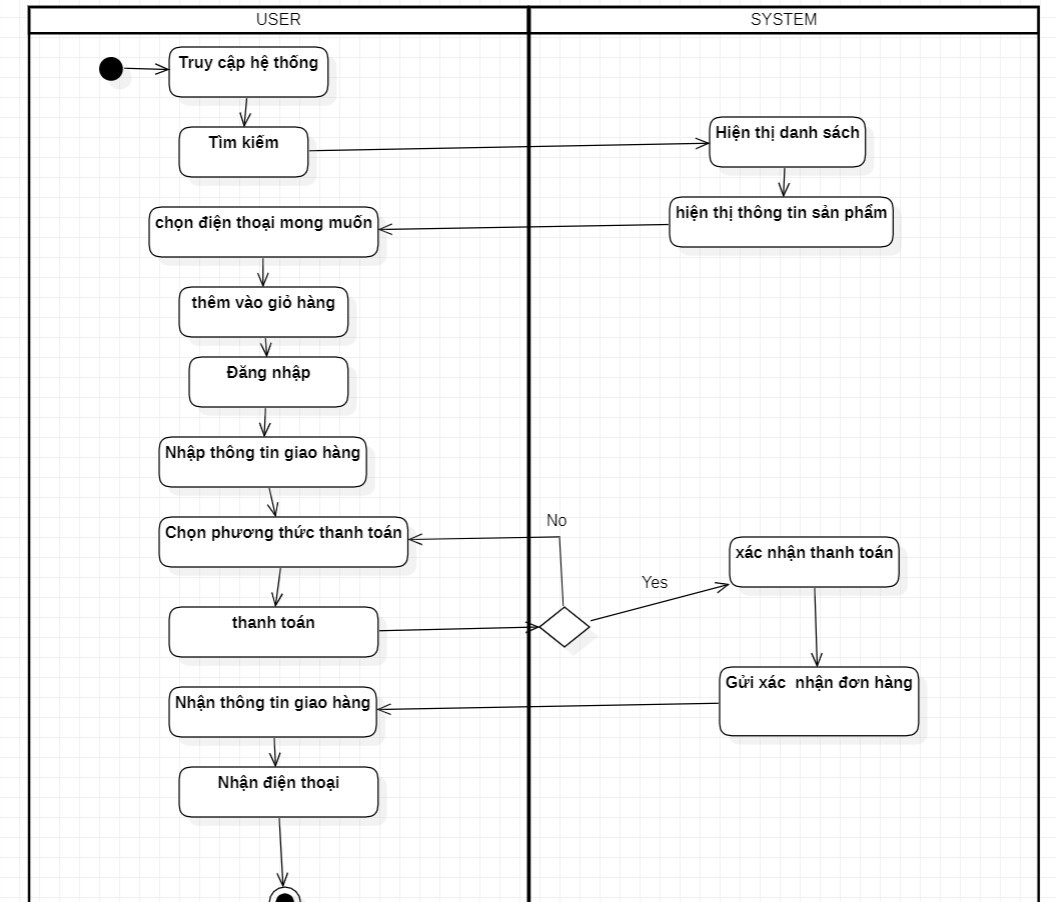 USER
SYSTEM
Truy cập hệ thống
Tìm kiếm
Hiện thị danh sách
hiện thị thông tin sản phẩm
chọn điện thoại mong muốn
thêm vào giỏ hàng
Đăng nhập
Nhập thông tin giao hàng
Chọn phương thức thanh toán
No
xác nhận thanh toán
Yes
thanh toán
Gửi xác  nhận đơn hàng
Nhận thông tin giao hàng
Nhận điện thoại